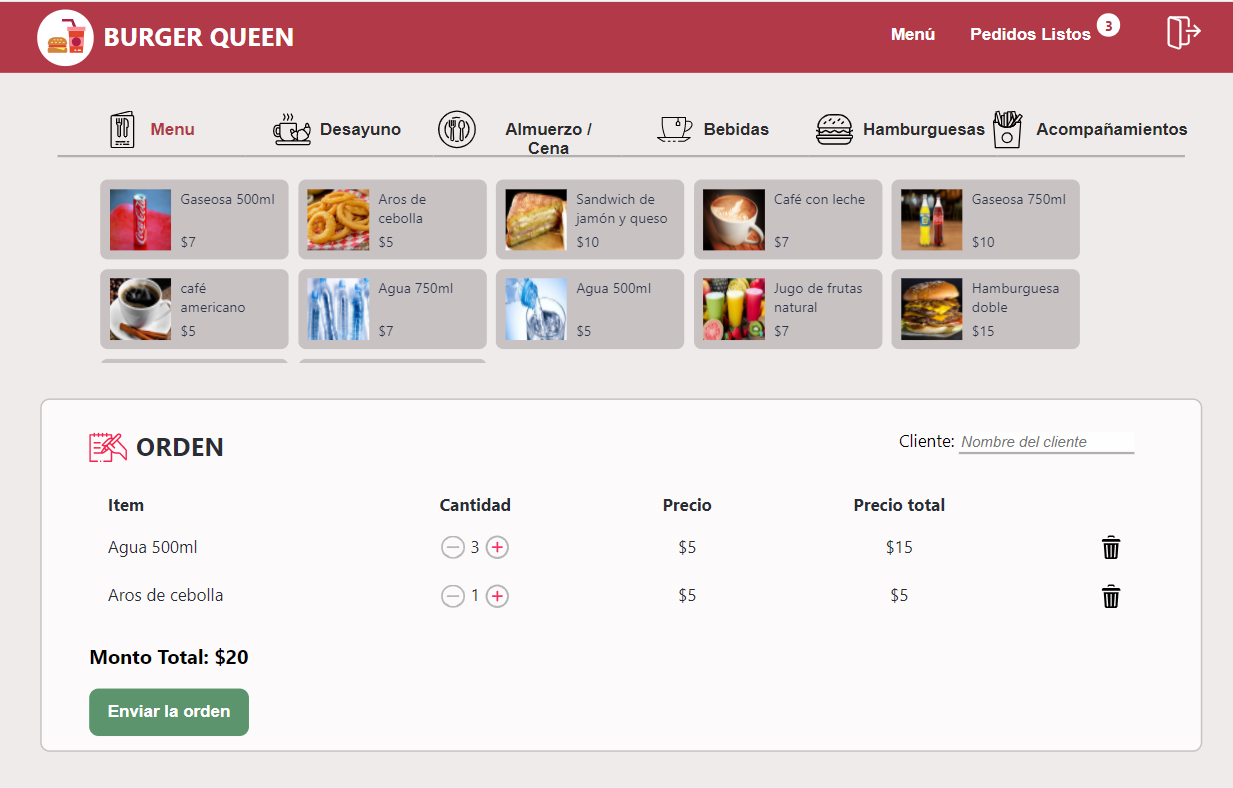 BURGER QUEEN
Menú
Pedidos Listos
3
Menu
Desayuno
Almuerzo /
Cena
Bebidas
Hamburguesas
Acompañamientos
Gaseosa 500ml
$7
Aros de
cebolla
$5
Sandwich de
jamón y queso
$10
Café con leche
$7
Gaseosa 750ml
$10
café
americano
$5
Agua 750ml
$7
Agua 500ml
$5
Jugo de frutas
natural
$7
Hamburguesa
doble
$15
ORDEN
Cliente: Nombre del cliente
Item Cantidad Precio Precio total
Agua 500ml 3 $5 $15
Aros de cebolla 1 $5 $5
Monto Total: $20
Enviar la orden